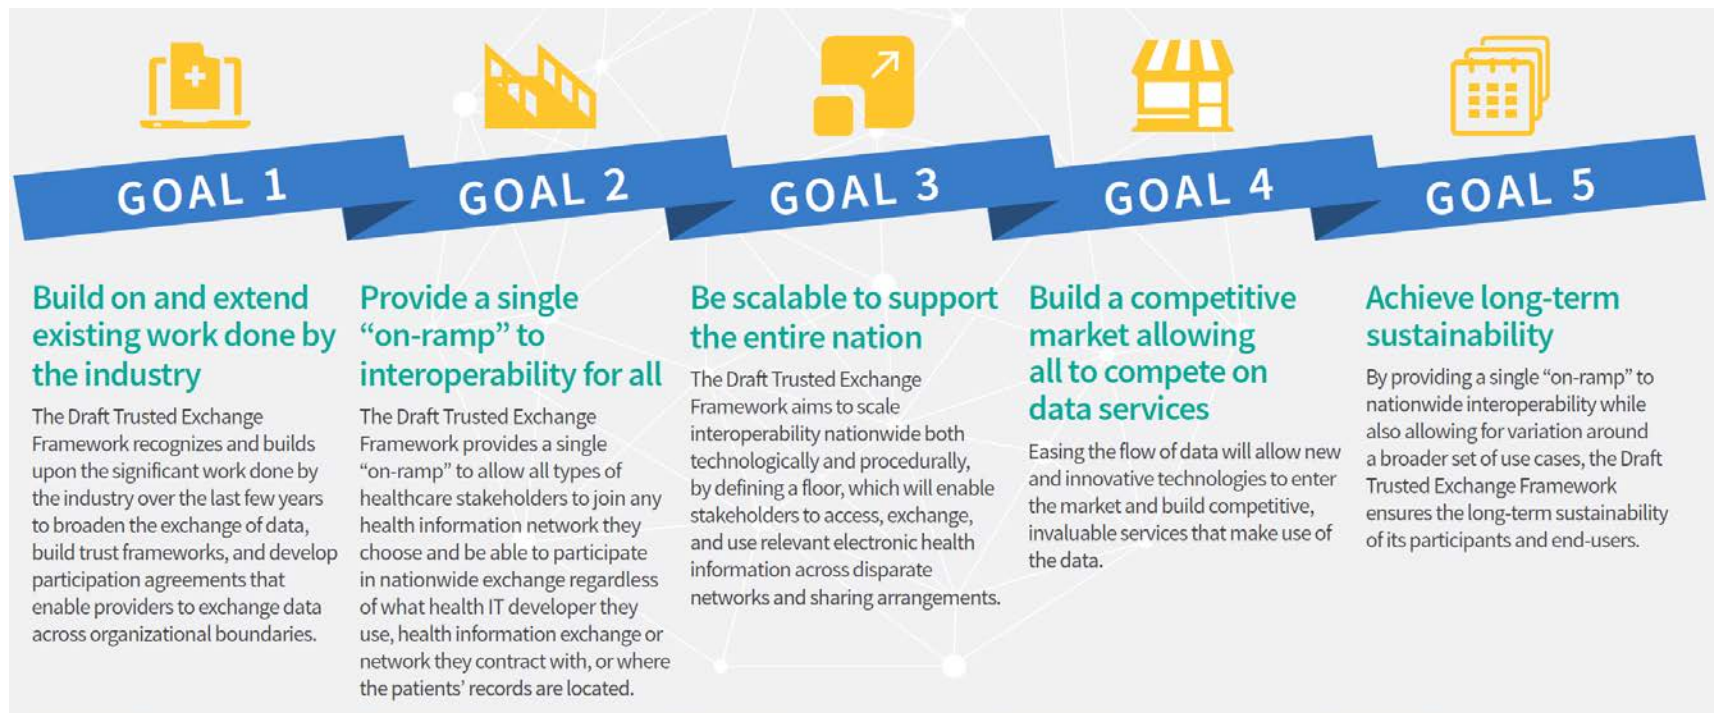 GOAL 1
Build on and extend
existing work done by
the industry
The Draft Trusted Exchange
Framework recognizes and builds
upon the significant work done by
the industry over the last few years
to broaden the exchange of data,
build trust frameworks, and develop
participation agreements that
enable providers to exchange data
across organizational boundaries.
GOAL 2
Provide a single
“on-ramp” to
interoperability for all
The Draft Trusted Exchange
Framework provides a single
“on-ramp” to allow all types of
healthcare stakeholders to join any
health information network they
choose and be able to participate
in nationwide exchange regardless
of what health IT developer they
use, health information exchange or
network they contract with, or where
the patients’ records are located.
GOAL 3
Be scalable to support
the entire nation
The Draft Trusted Exchange
Framework aims to scale
interoperability nationwide both
technologically and procedurally,
by defining a floor, which will enable
stakeholders to access, exchange,
and use relevant electronic health
information across disparate
networks and sharing arrangements.
GOAL 4
Build a competitive
market allowing
all to compete on
data services
Easing the flow of data will allow new
and innovative technologies to enter
the market and build competitive,
invaluable services that make use of
the data.
GOAL 5
Achieve long-term
sustainability
By providing a single “on-ramp” to
nationwide interoperability while
also allowing for variation around
a broader set of use cases, the Draft
Trusted Exchange Framework
ensures the long-term sustainability
of its participants and end-users.